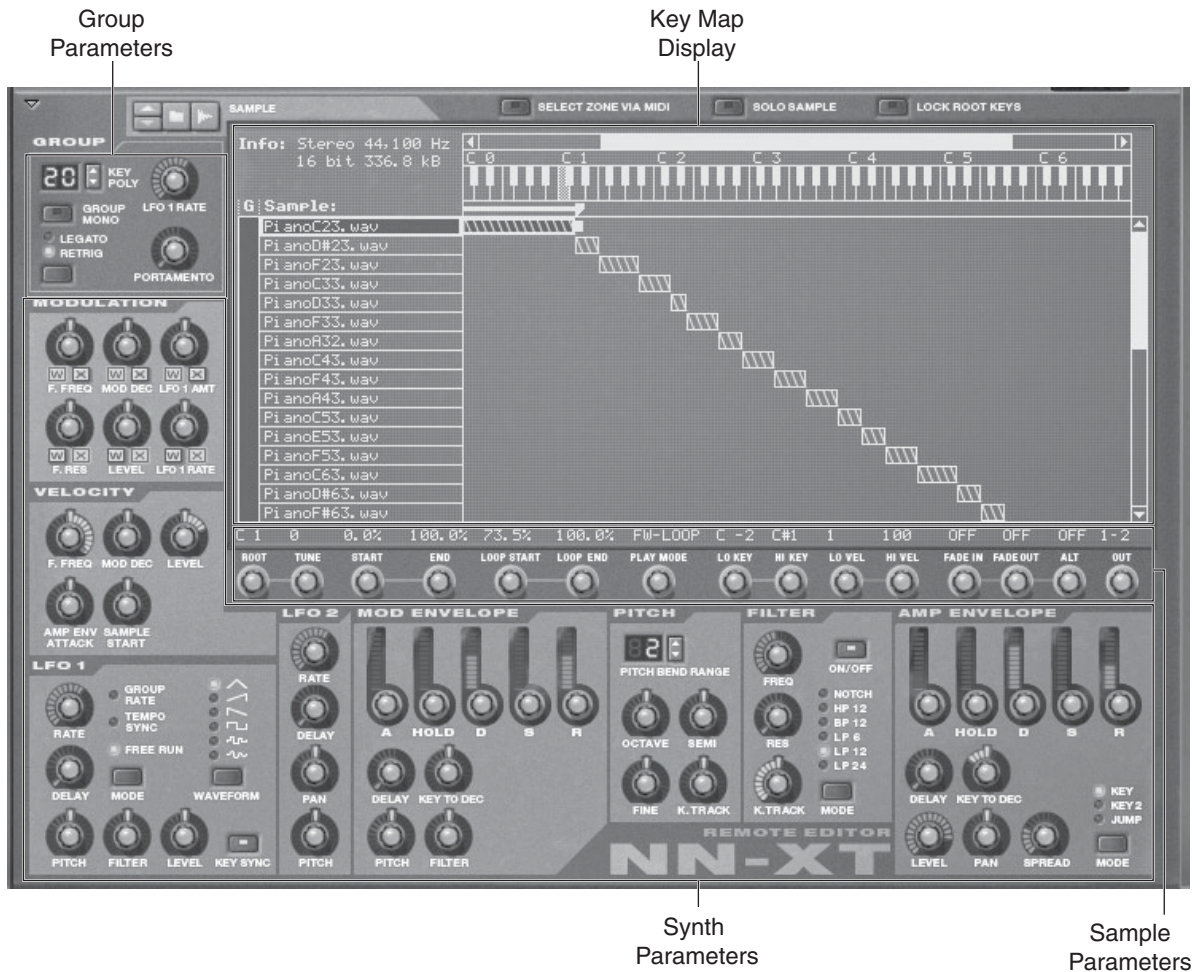 Group
Parameters
Key Map
Display
SAMPLE
SELECT ZONE VIA MIDI
SOLO SAMPLE
LOCK ROOT KEYS
GROUP
20
KEY
POLY
GROUP
MONO
LFO 1 RATE
LEGATO
RETRIG
PORTAMENTO
Info: Stereo 44,100 Hz
16 bit 336.8 kB
C 0 C 1 C 2 C 3 C 4 C 5 C 6
G Sample:
PianoC23.wav
PianoD#23.wav
PianoF23.wav
PianoC33.wav
PianoD33.wav
PianoF33.wav
PianoA32.wav
PianoC43.wav
PianoF43.wav
PianoA43.wav
PianoC53.wav
PianoE53.wav
PianoF53.wav
PianoC63.wav
PianoD#63.wav
PianoF#63.wav
MODULATION
W X W X W X
F. FREQ MOD DEC LFO 1 AMT
W X W X W X
F. RES LEVEL LFO 1 RATE
VELOCITY
F. FREQ MOD DEC LEVEL
AMP ENV
ATTACK
SAMPLE
START
C 1 0 0.0% 100.0% 73.5% 100.0% FW-LOOP C -2 C#1 1 100 OFF OFF OFF 1-2
ROOT TUNE START END LOOP START LOOP END PLAY MODE LO KEY HI KEY LO VEL HI VEL FADE IN FADE OUT ALT OUT
LFO 1
RATE
GROUP
RATE
TEMPO
SYNC
FREE RUN
DELAY MODE WAVEFORM
PITCH FILTER LEVEL KEY SYNC
LFO 2
RATE
DELAY
PAN
PITCH
MOD ENVELOPE
A HOLD D S R
DELAY KEY TO DEC
PITCH FILTER
PITCH
2
PITCH BEND RANGE
OCTAVE SEMI
FINE K.TRACK
FILTER
FREQ
ON/OFF
RES
NOTCH
HP 12
BP 12
LP 6
LP 12
LP 24
K.TRACK MODE
AMP ENVELOPE
A HOLD D S R
DELAY KEY TO DEC
KEY
KEY 2
JUMP
LEVEL PAN SPREAD MODE
REMOTE EDITOR
NN-XT
Synth
Parameters
Sample
Parameters